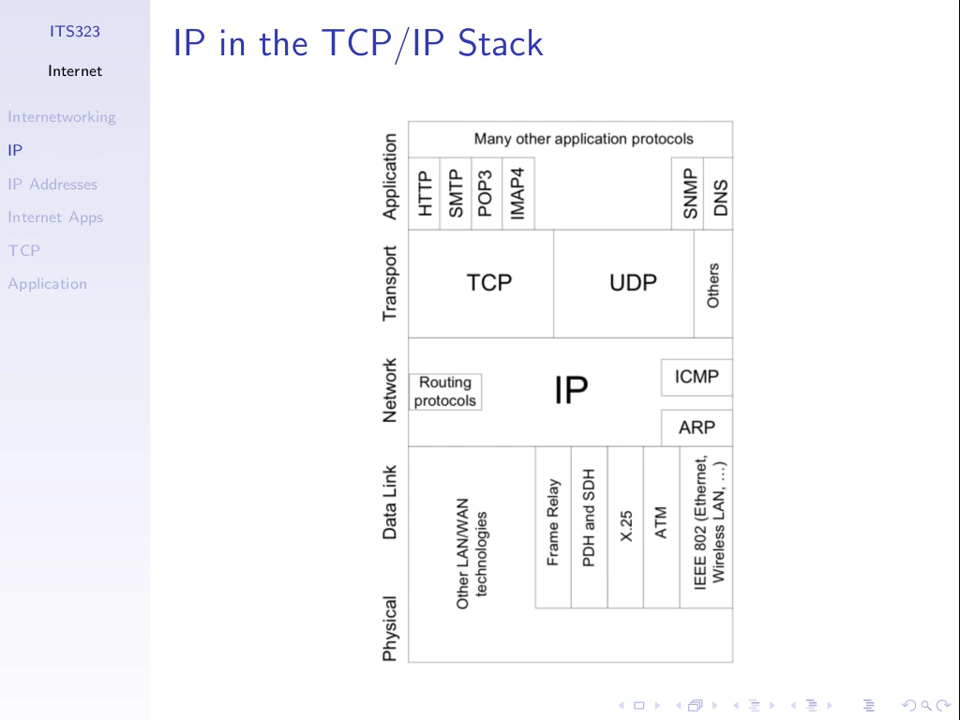 ITS323
Internet
Internetworking
IP
IP Addresses
Internet Apps
TCP
Application
IP in the TCP/IP Stack
Application
Many other application protocols
HTTP
SMTP
POP3
IMAP4
SNMP
DNS
Transport
TCP
UDP
Others
Network
Routing
protocols
IP
ICMP
ARP
Data Link
Other LAN/WAN
technologies
Frame Relay
PDH and SDH
X.25
ATM
IEEE 802 (Ethernet,
Wireless LAN, ...)
Physical